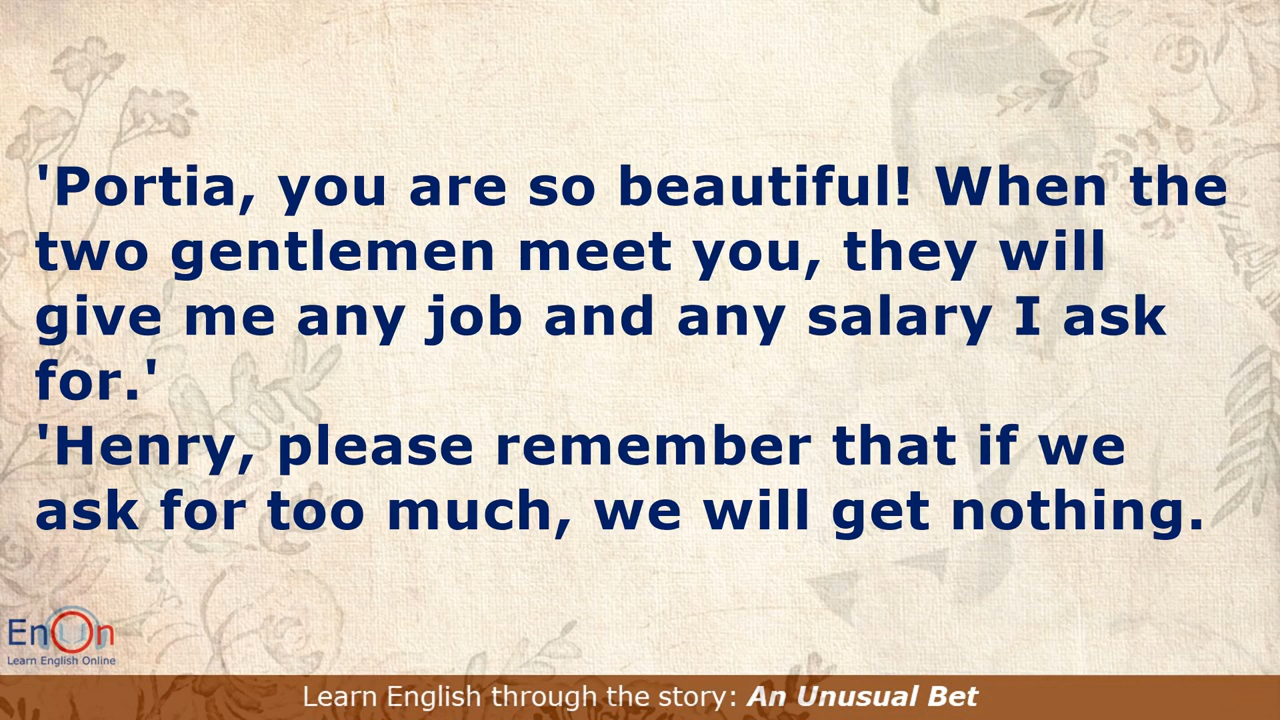 'Portia, you are so beautiful! When the
two gentlemen meet you, they will
give me any job and any salary I ask
for.'
'Henry, please remember that if we
ask for too much, we will get nothing.
EnOn
Learn English Online
Learn English through the story: An Unusual Bet